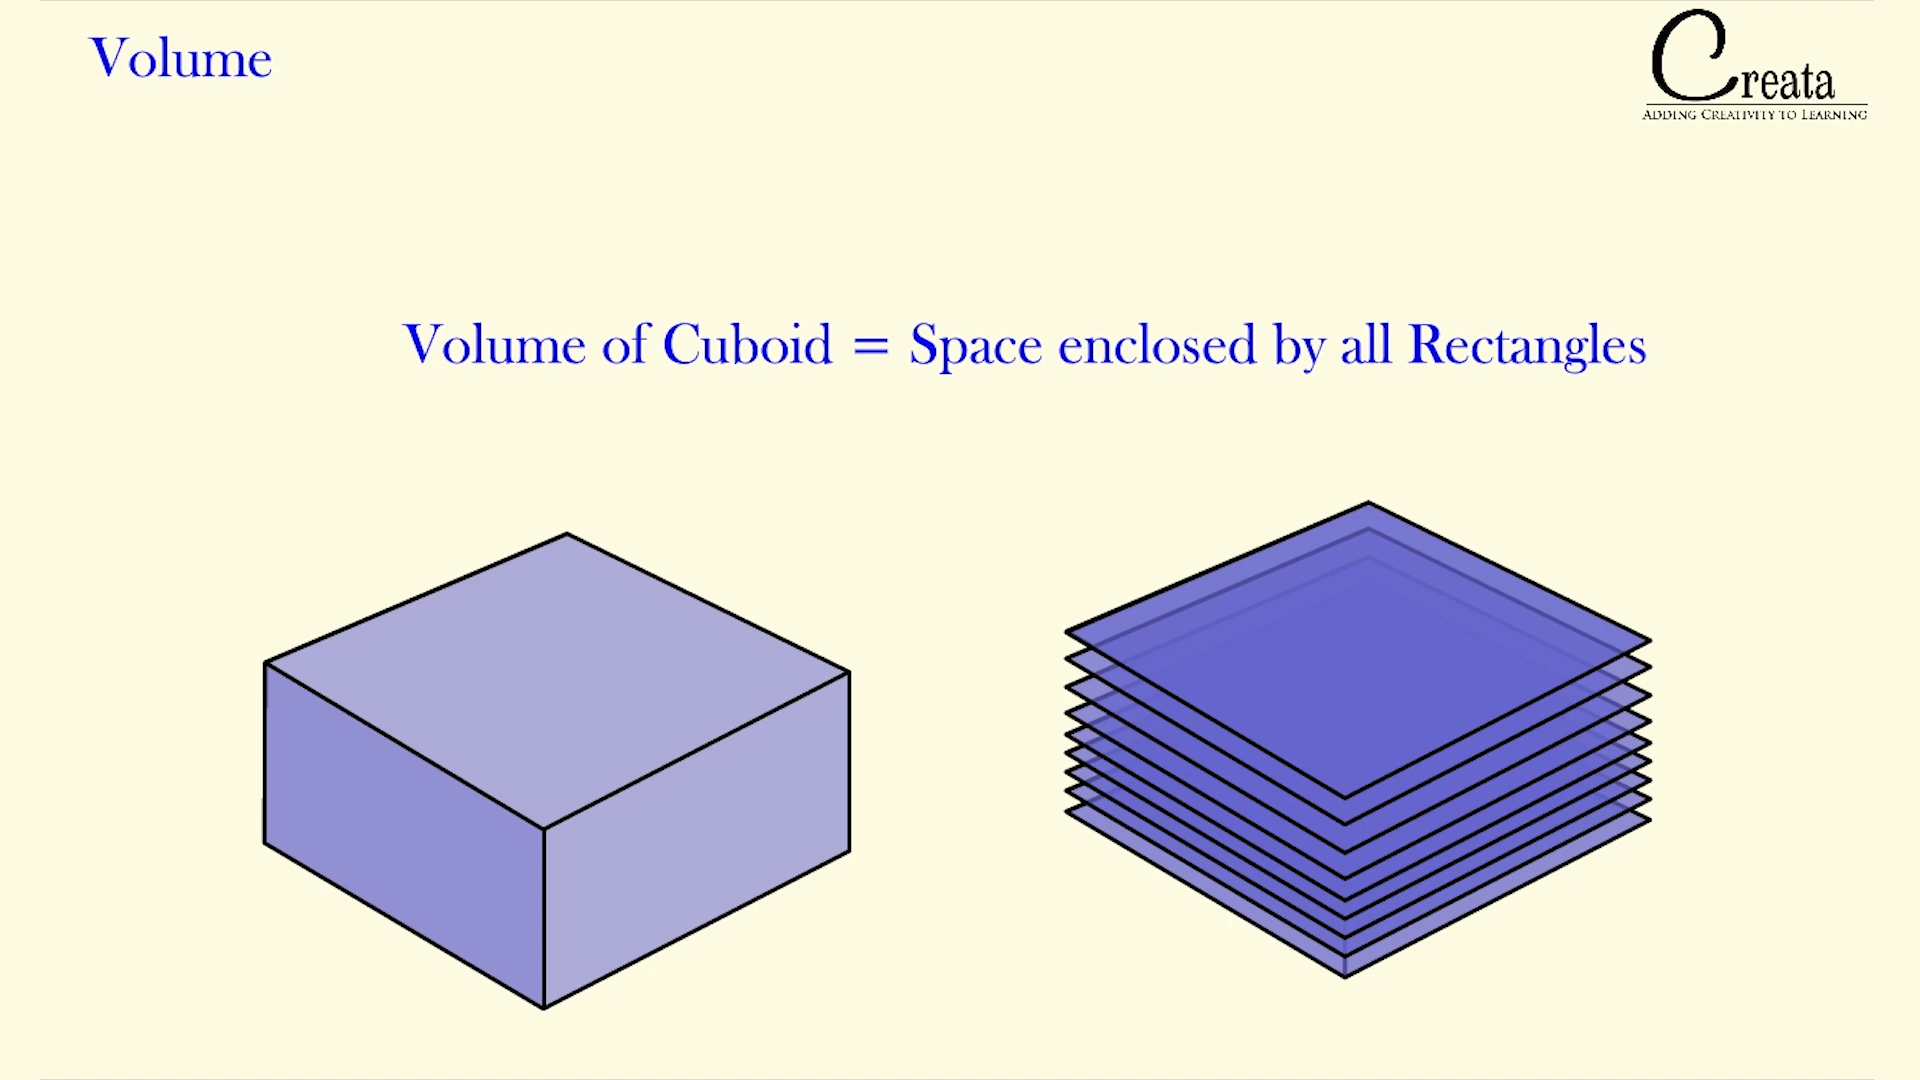 Volume
Creata
Adding Creativity to Learning
Volume of Cuboid = Space enclosed by all Rectangles